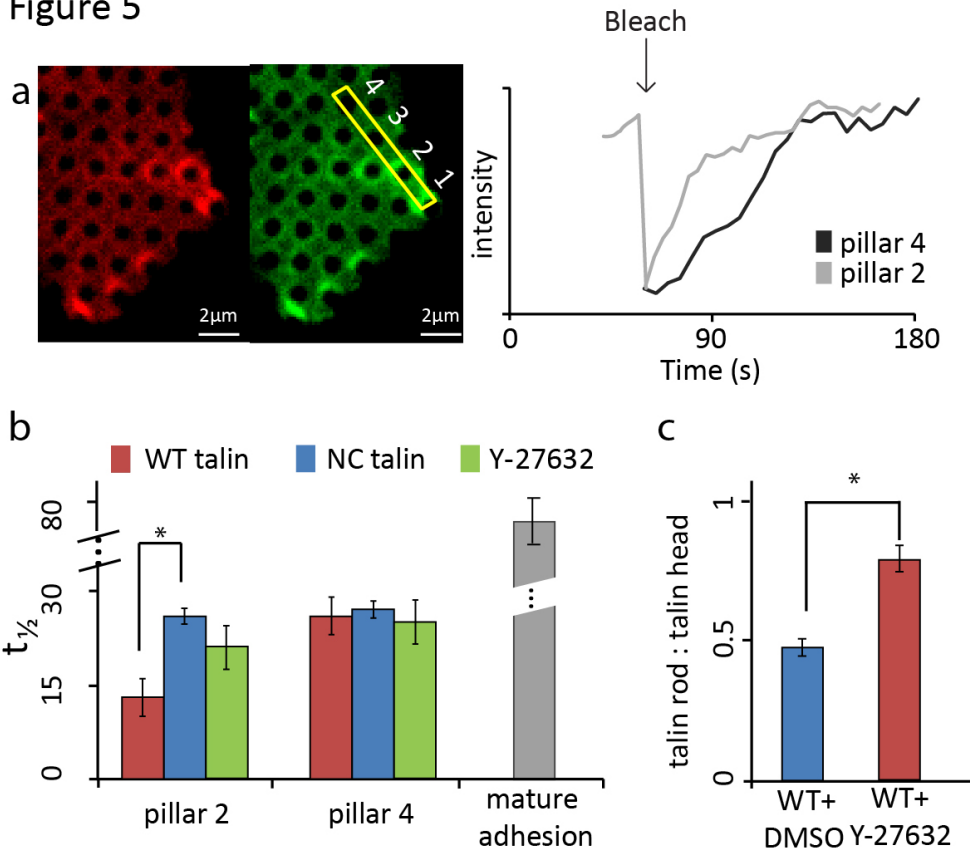 Figure 5
a
4
3
2
1
2μm
2μm
Bleach
intensity
pillar 4
pillar 2
0
90
180
Time (s)
b
WT talin
NC talin
Y-27632
t½
80
30
15
0
*
pillar 2
pillar 4
mature
adhesion
c
talin rod : talin head
1
0.5
0
*
WT+
DMSO
WT+
Y-27632